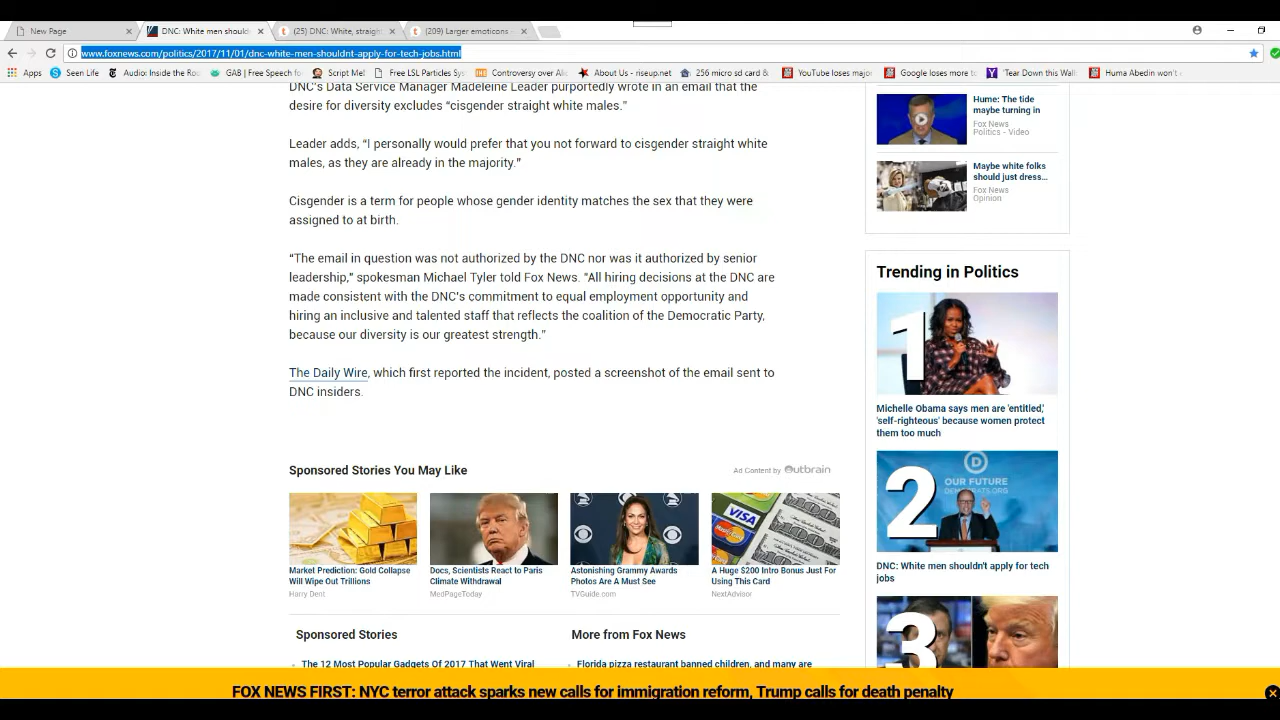 New Page
DNC: White men shoul
(25) DNC: White, straigh
(209) Larger emoticons
www.foxnews.com/politics/2017/11/01/dnc-white-men-shouldnt-apply-for-tech-jobs.html
Apps
Seen Life
Audio: Inside the Roo
GAB | Free Speech fo
Script Me!
Free LSL Particles Sys
Controversy over Ali
About Us - riseup.net
256 micro sd card &
YouTube loses major
Google loses more to
'Tear Down this Wall
Huma Abedin won't
DNC's Data Service Manager Madeleine Leader purportedly wrote in an email that the
desire for diversity excludes “cisgender straight white males.”
Leader adds, “I personally would prefer that you not forward to cisgender straight white
males, as they are already in the majority.”
Cisgender is a term for people whose gender identity matches the sex that they were
assigned to at birth.
“The email in question was not authorized by the DNC nor was it authorized by senior
leadership,” spokesman Michael Tyler told Fox News. "All hiring decisions at the DNC are
made consistent with the DNC's commitment to equal employment opportunity and
hiring an inclusive and talented staff that reflects the coalition of the Democratic Party,
because our diversity is our greatest strength.”
The Daily Wire, which first reported the incident, posted a screenshot of the email sent to
DNC insiders.
Sponsored Stories You May Like
Ad Content by Outbrain
Market Prediction: Gold Collapse
Will Wipe Out Trillions
Harry Dent
Docs, Scientists React to Paris
Climate Withdrawal
MedPageToday
VISA
MasterCard
100
Astonishing Grammy Awards
Photos Are A Must See
TVGuide.com
A Huge $200 Intro Bonus Just For
Using This Card
NextAdvisor
Sponsored Stories
The 12 Most Popular Gadgets Of 2017 That Went Viral
More from Fox News
Florida pizza restaurant banned children, and many are
Hume: The tide
maybe turning in
Fox News
Politics - Video
Maybe white folks
should just dress...
Fox News
Opinion
Trending in Politics
1
Michelle Obama says men are 'entitled,'
'self-righteous' because women protect
them too much
2
D
OUR FUTURE
DEMOCRATS.ORG
DNC: White men shouldn't apply for tech
jobs
3
FOX NEWS FIRST: NYC terror attack sparks new calls for immigration reform, Trump calls for death penalty